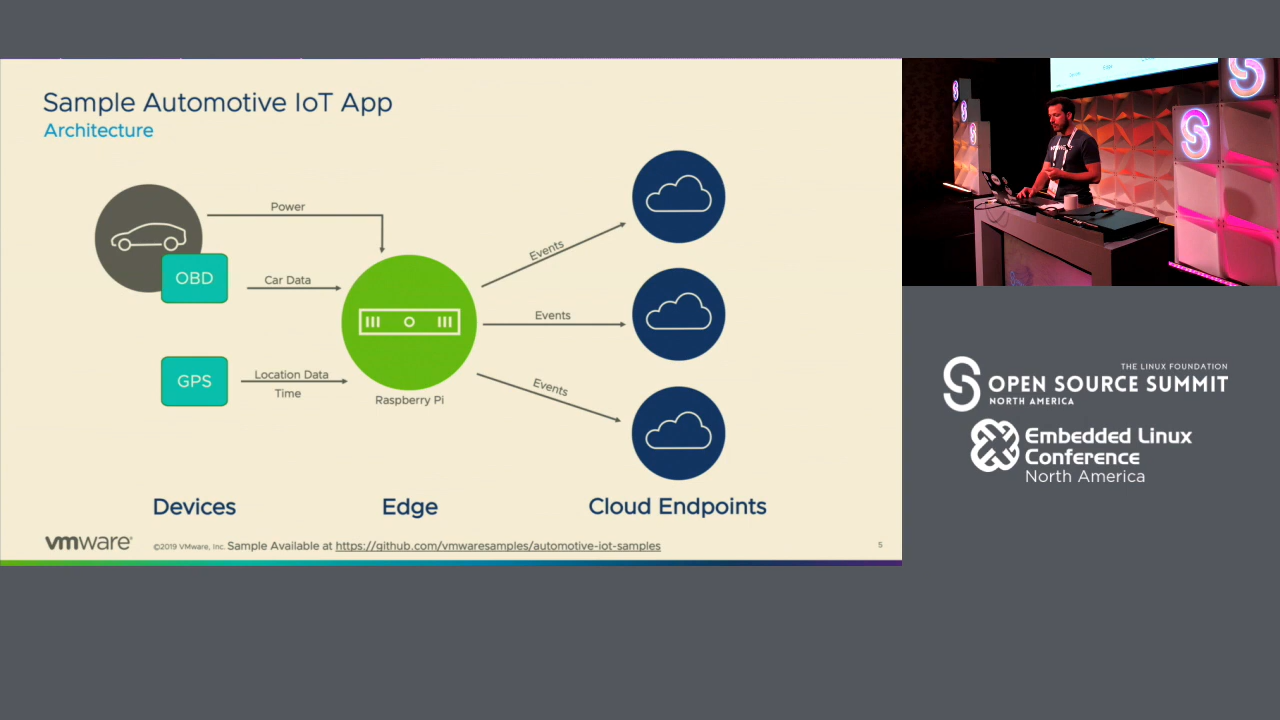 Sample Automotive IoT App
Architecture
Power
OBD
Car Data
GPS
Location Data
Time
Raspberry Pi
Events
Events
Events
Devices
Edge
Cloud Endpoints
vmware®
©2019 VMware, Inc.
Sample Available at https://github.com/vmwaresamples/automotive-iot-samples
5
THE LINUX FOUNDATION
OPEN SOURCE SUMMIT
NORTH AMERICA
Embedded Linux
Conference
North America